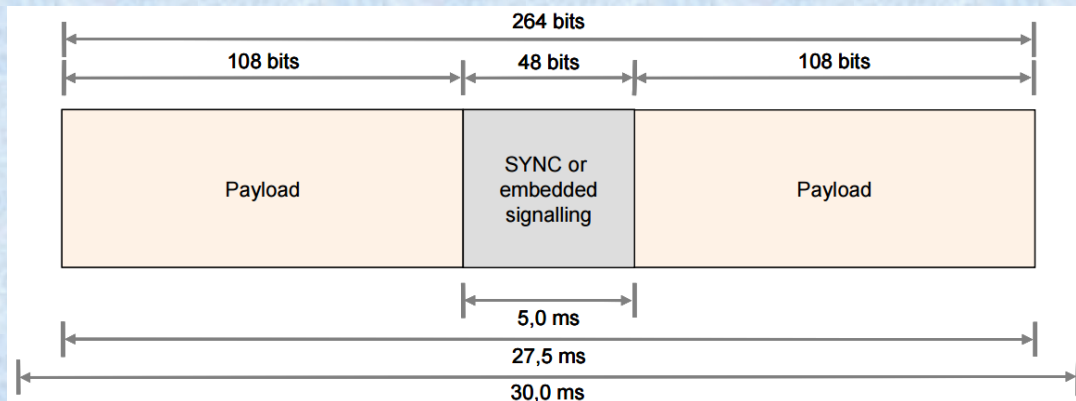 264 bits
108 bits 48 bits 108 bits
Payload
SYNC or
embedded
signalling
Payload
5,0 ms
27,5 ms
30,0 ms